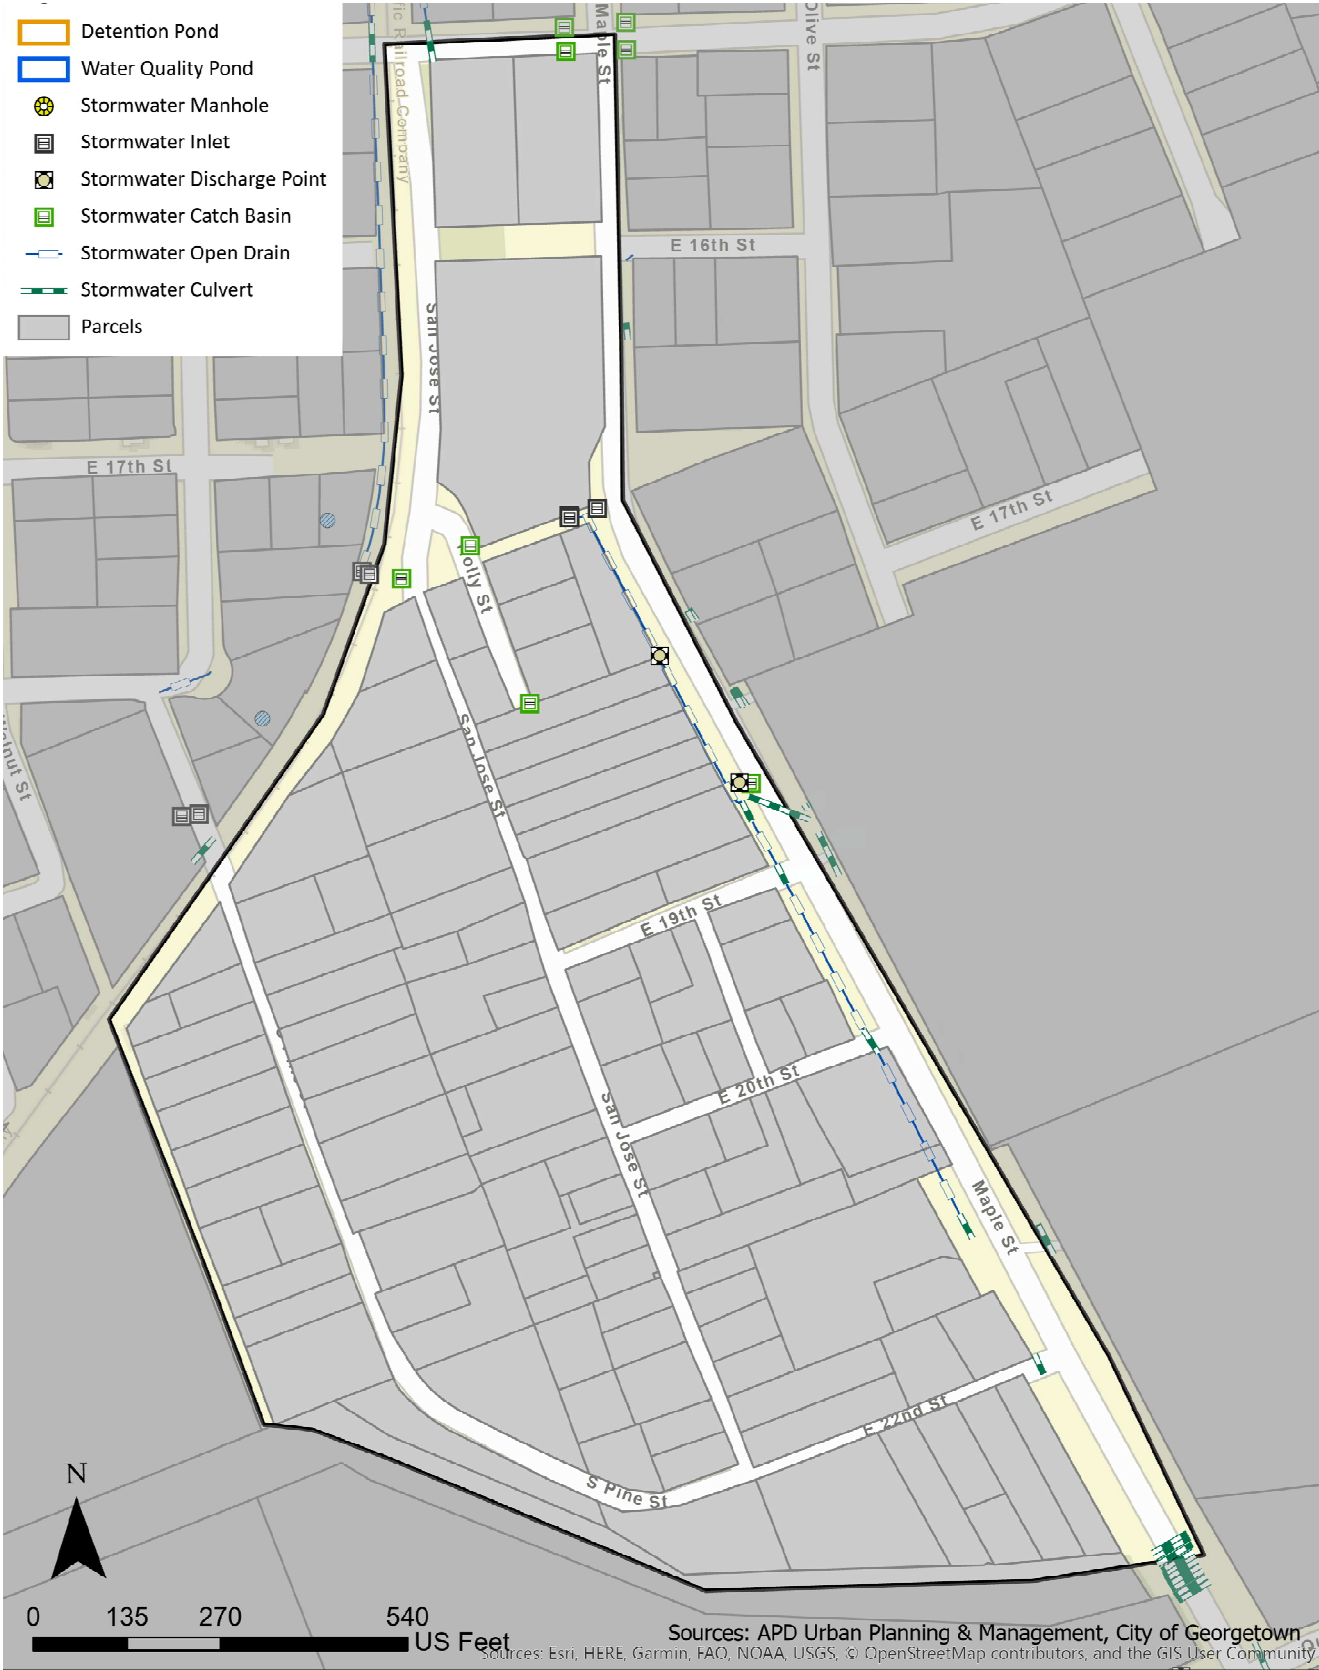 Detention Pond
Water Quality Pond
Stormwater Manhole
Stormwater Inlet
Stormwater Discharge Point
Stormwater Catch Basin
Stormwater Open Drain
Stormwater Culvert
Parcels
Railroad Company
Maple St
Olive St
E 16th St
San Jose St
E 17th St
E 17th St
olly St
San Jose St
Walnut St
E 19th St
E 20th St
San Jose St
Maple St
E 22nd St
S Pine St
N
0 135 270 540
US Feet
Sources: APD Urban Planning & Management, City of Georgetown
Sources: Esri, HERE, Garmin, FAO, NOAA, USGS, © OpenStreetMap contributors, and the GIS User Community